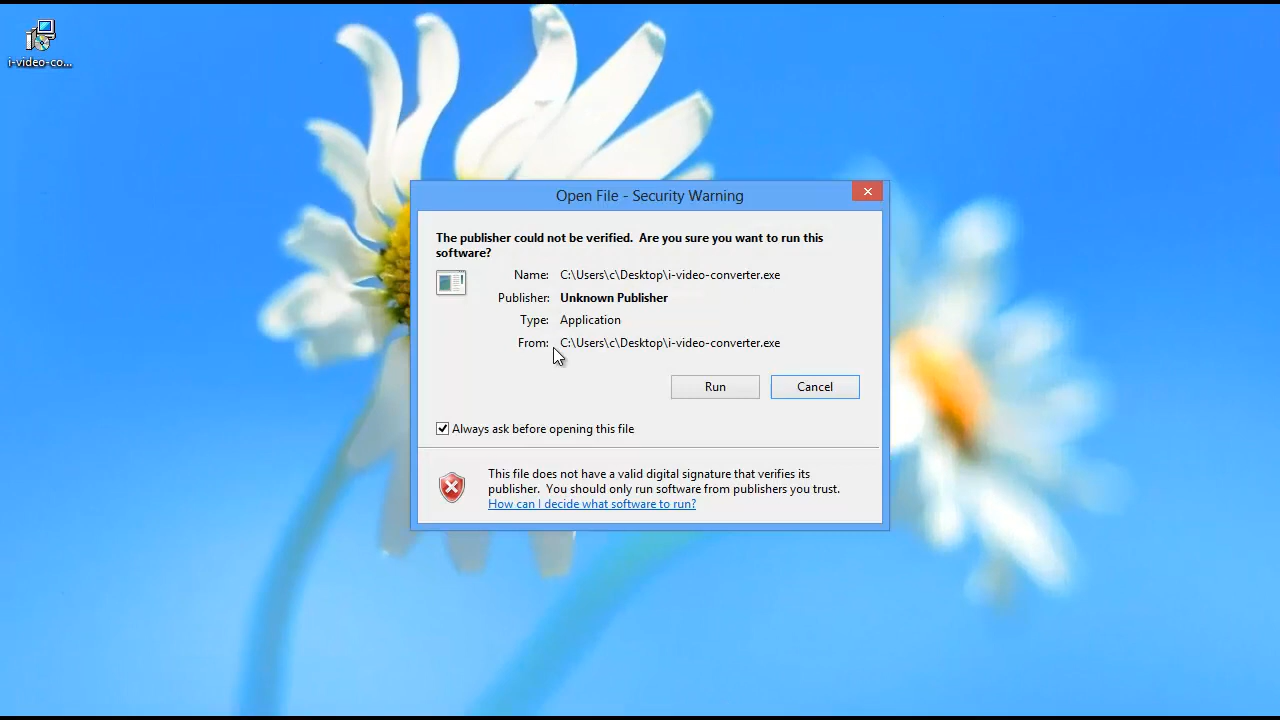 i-video-co...
Open File - Security Warning
The publisher could not be verified.  Are you sure you want to run this
software?
Name: C:\Users\c\Desktop\i-video-converter.exe
Publisher: Unknown Publisher
Type: Application
From: C:\Users\c\Desktop\i-video-converter.exe
Run Cancel
Always ask before opening this file
This file does not have a valid digital signature that verifies its
publisher.  You should only run software from publishers you trust.
How can I decide what software to run?